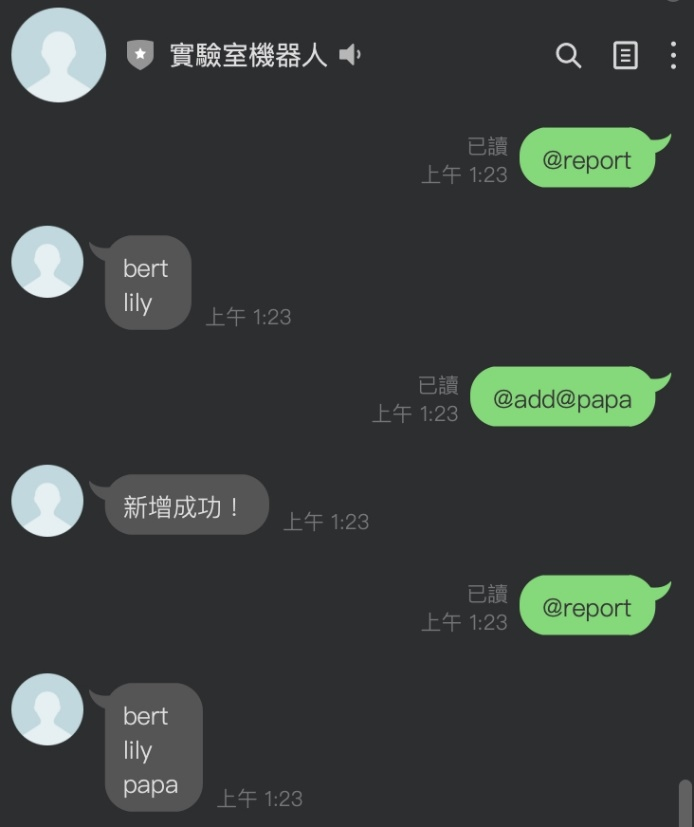 實驗室機器人
已讀
上午 1:23
@report
bert
lily
上午 1:23
已讀
上午 1:23
@add@papa
新增成功！
上午 1:23
已讀
上午 1:23
@report
bert
lily
papa
上午 1:23